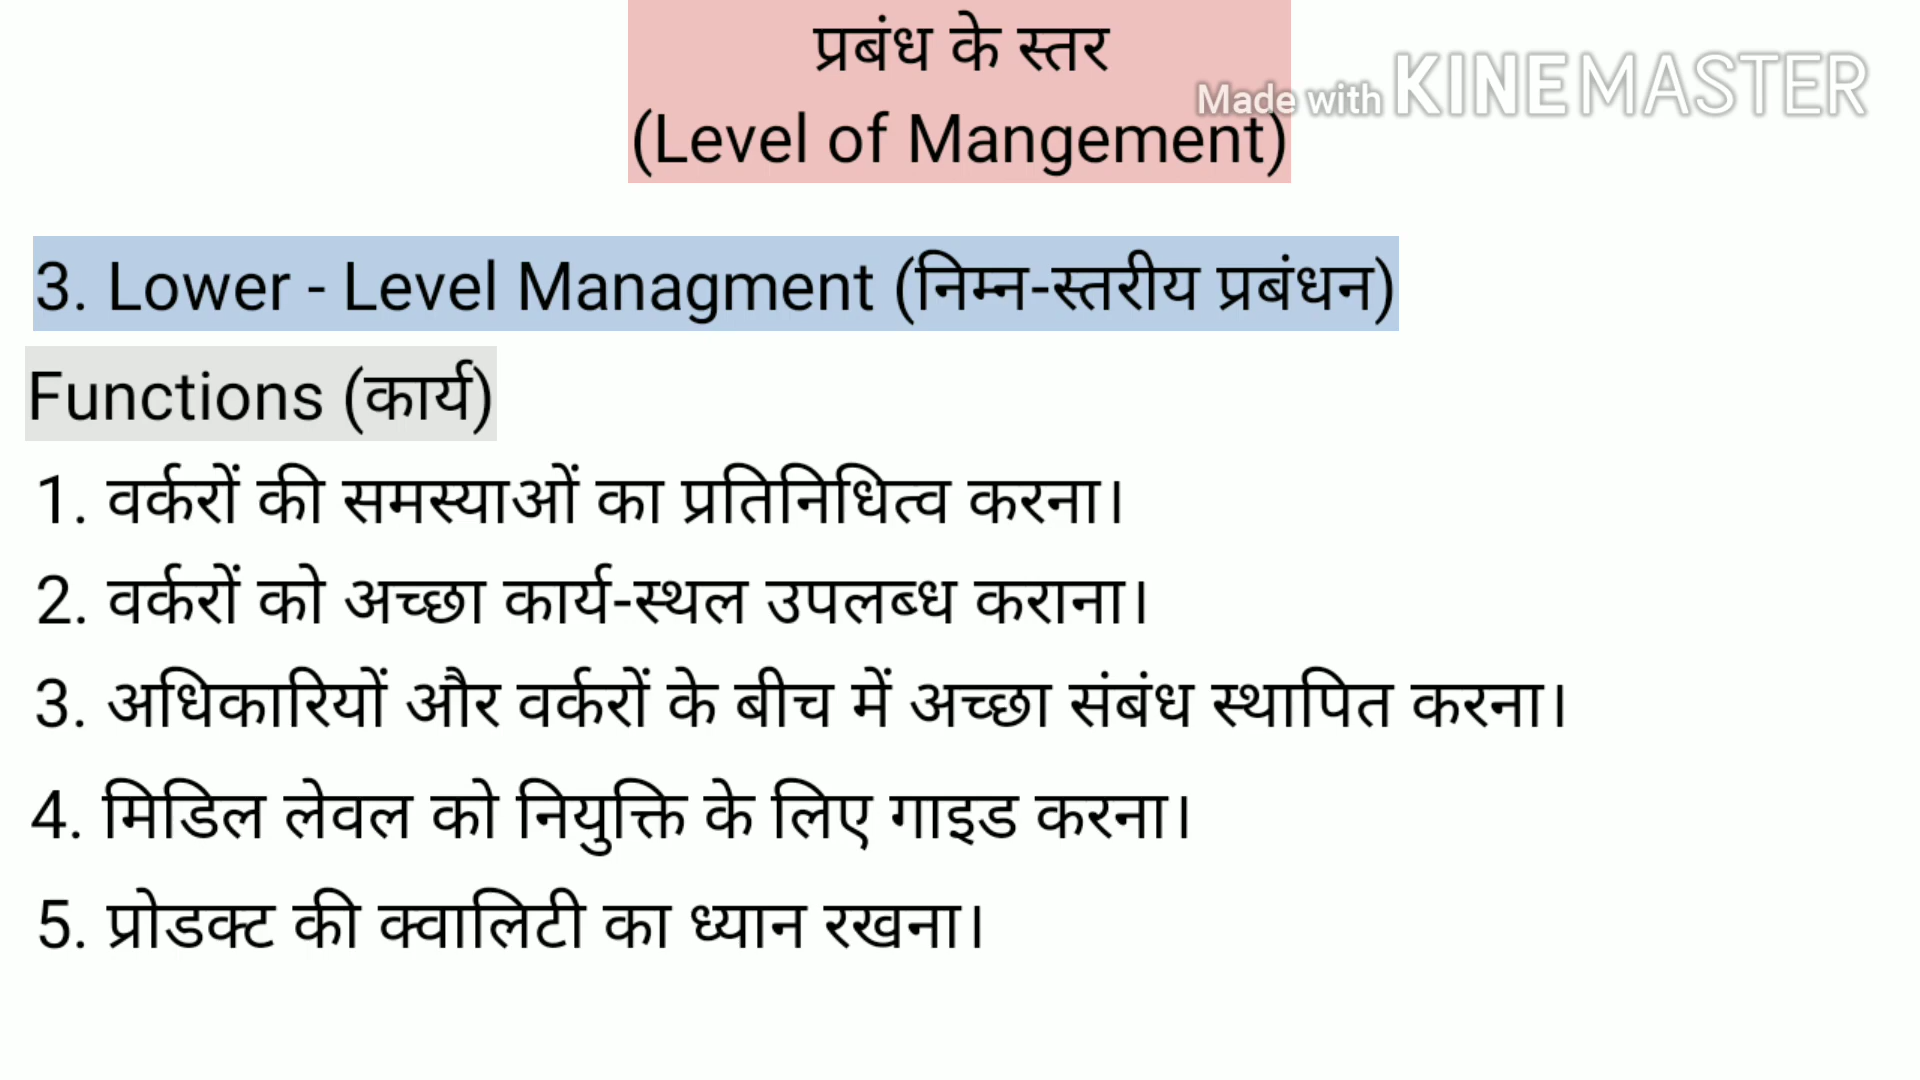 प्रबंध के स्तर
(Level of Mangement)
Made with KINEMASTER
3. Lower - Level Managment (निम्न-स्तरीय प्रबंधन)
Functions (कार्य)
1. वर्करों की समस्याओं का प्रतिनिधित्व करना।
2. वर्करों को अच्छा कार्य-स्थल उपलब्ध कराना।
3. अधिकारियों और वर्करों के बीच में अच्छा संबंध स्थापित करना।
4. मिडिल लेवल को नियुक्ति के लिए गाइड करना।
5. प्रोडक्ट की क्वालिटी का ध्यान रखना।